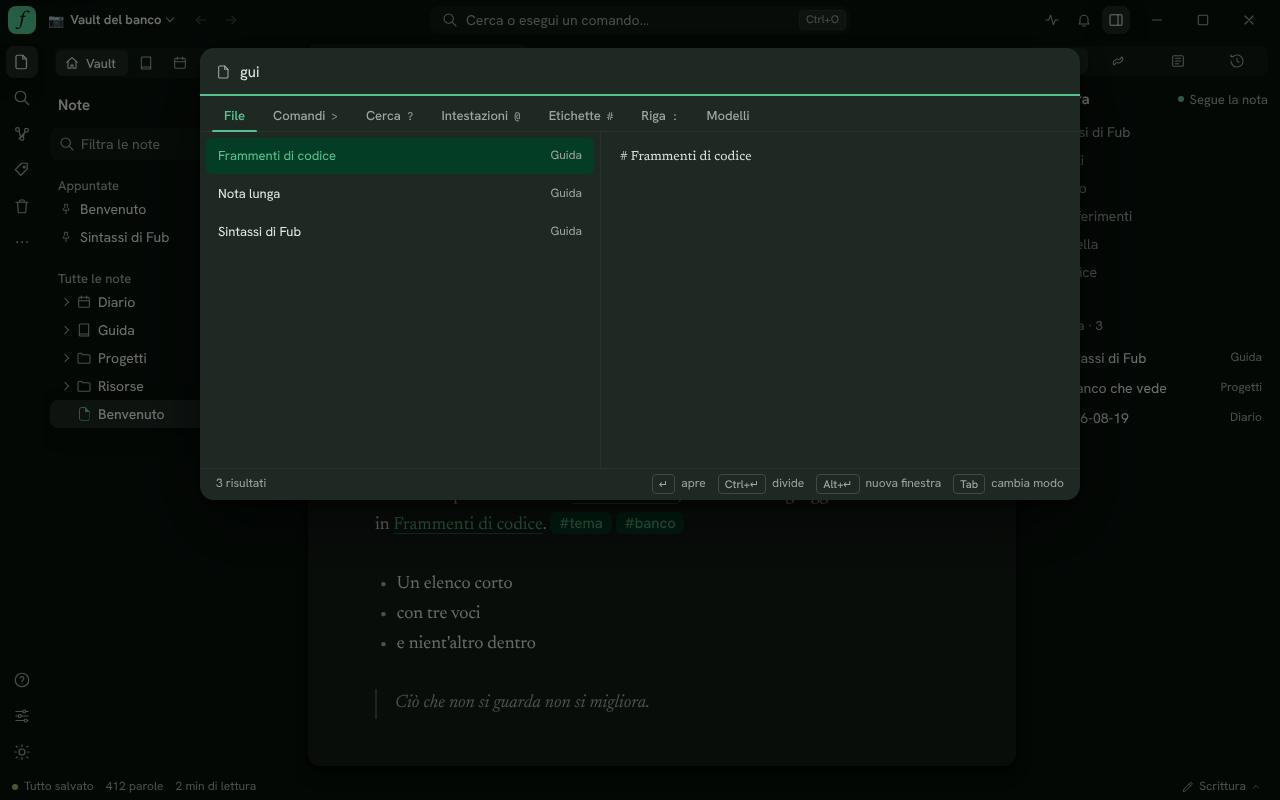 f Vault del banco
Cerca o esegui un comando... Ctrl+O
Vault
gui
File Comandi > Cerca ? Intestazioni @ Etichette # Riga : Modelli
Note
Filtra le note
Appuntate
Benvenuto
Sintassi di Fub
Tutte le note
Diario
Guida
Progetti
Risorse
Benvenuto
Frammenti di codice Guida
Nota lunga Guida
Sintassi di Fub Guida
# Frammenti di codice
3 risultati
↵ apre Ctrl+↵ divide Alt+↵ nuova finestra Tab cambia modo
Segue la nota
si di Fub
ferimenti
ella
ice
a · 3
assi di Fub Guida
anco che vede Progetti
6-08-19 Diario
in Frammenti di codice. #tema #banco
• Un elenco corto
• con tre voci
• e nient'altro dentro
Ciò che non si guarda non si migliora.
Tutto salvato 412 parole 2 min di lettura
Scrittura